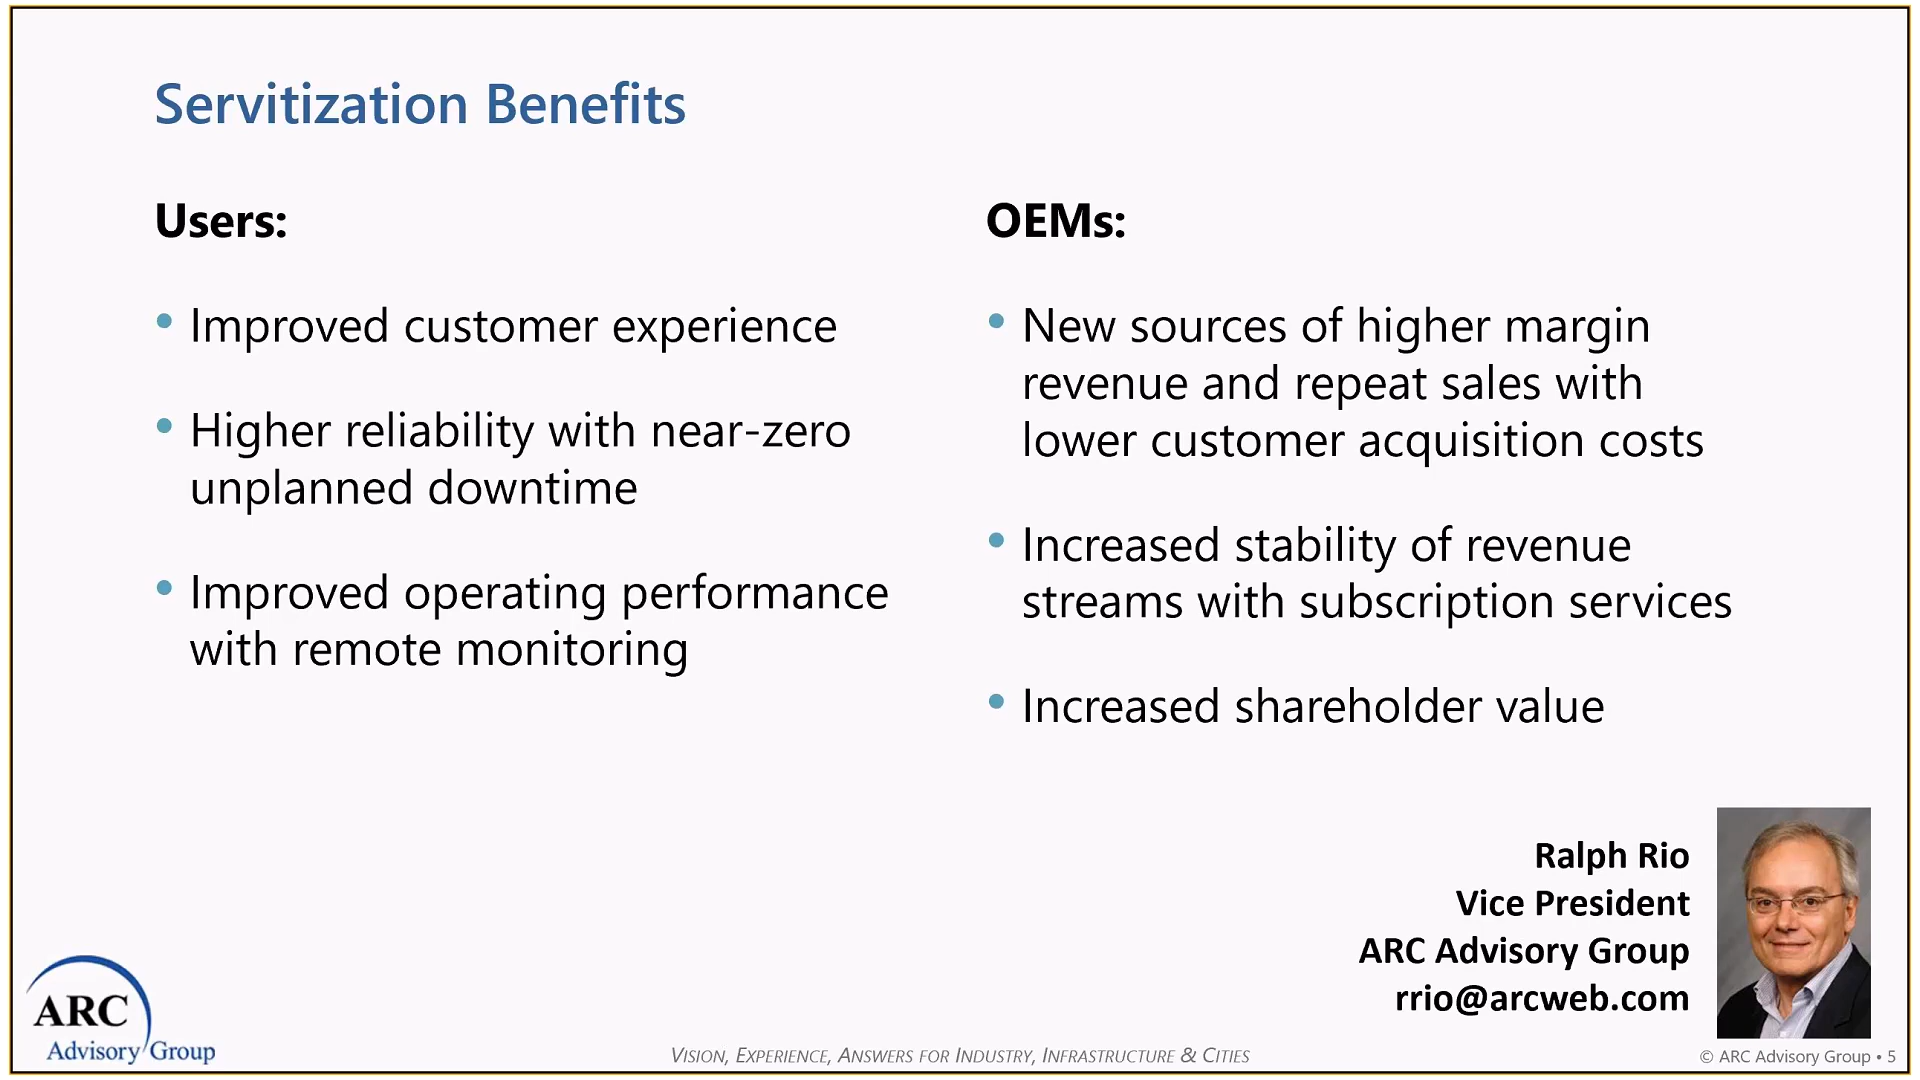 Servitization Benefits
Users:
• Improved customer experience
• Higher reliability with near-zero
unplanned downtime
• Improved operating performance
with remote monitoring
OEMs:
• New sources of higher margin
revenue and repeat sales with
lower customer acquisition costs
• Increased stability of revenue
streams with subscription services
• Increased shareholder value
Ralph Rio
Vice President
ARC Advisory Group
rrio@arcweb.com
ARC
Advisory Group
VISION, EXPERIENCE, ANSWERS FOR INDUSTRY, INFRASTRUCTURE & CITIES
© ARC Advisory Group • 5